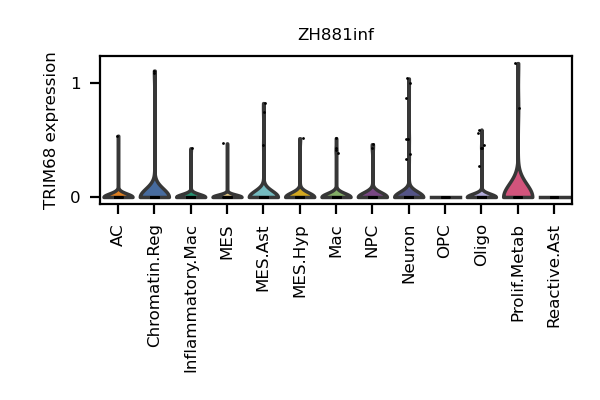 ZH881inf
TRIM68 expression
1
0
AC
Chromatin.Reg
Inflammatory.Mac
MES
MES.Ast
MES.Hyp
Mac
NPC
Neuron
OPC
Oligo
Prolif.Metab
Reactive.Ast